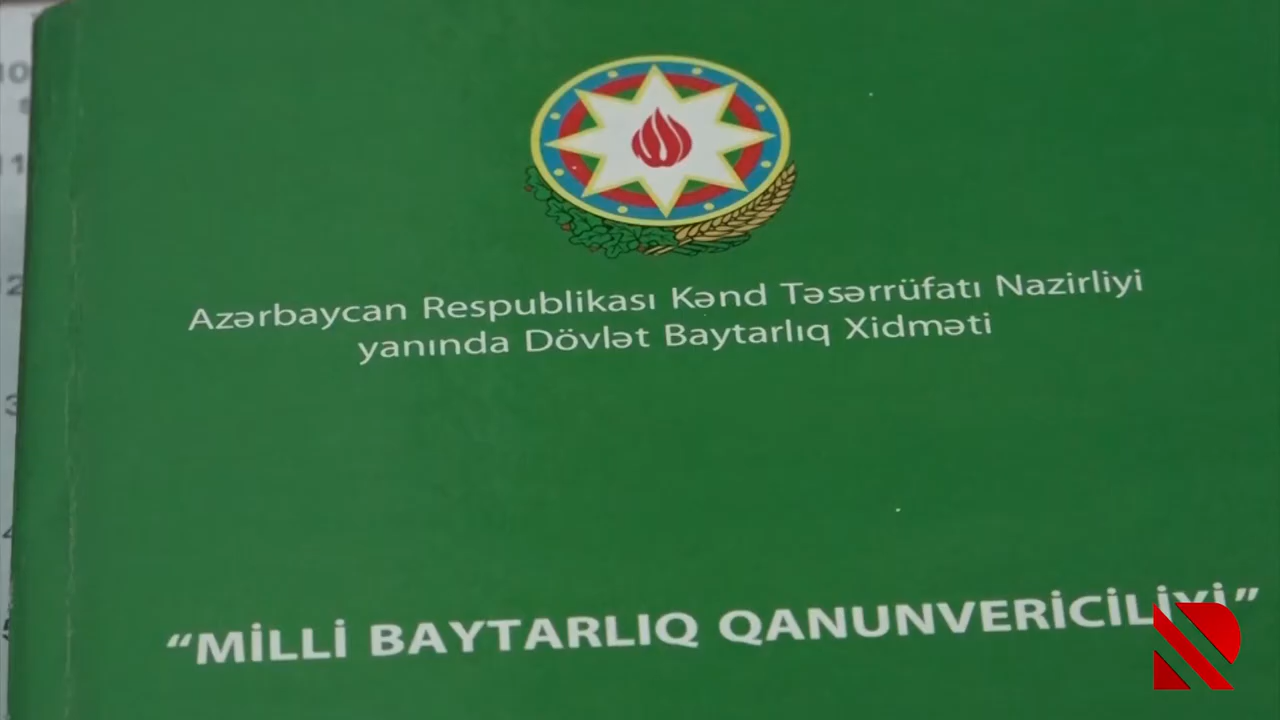 Azərbaycan Respublikası Kənd Təsərrüfatı Nazirliyi
yanında Dövlət Baytarlıq Xidməti
“MİLLİ BAYTARLIQ QANUNVERİCİLİYİ”